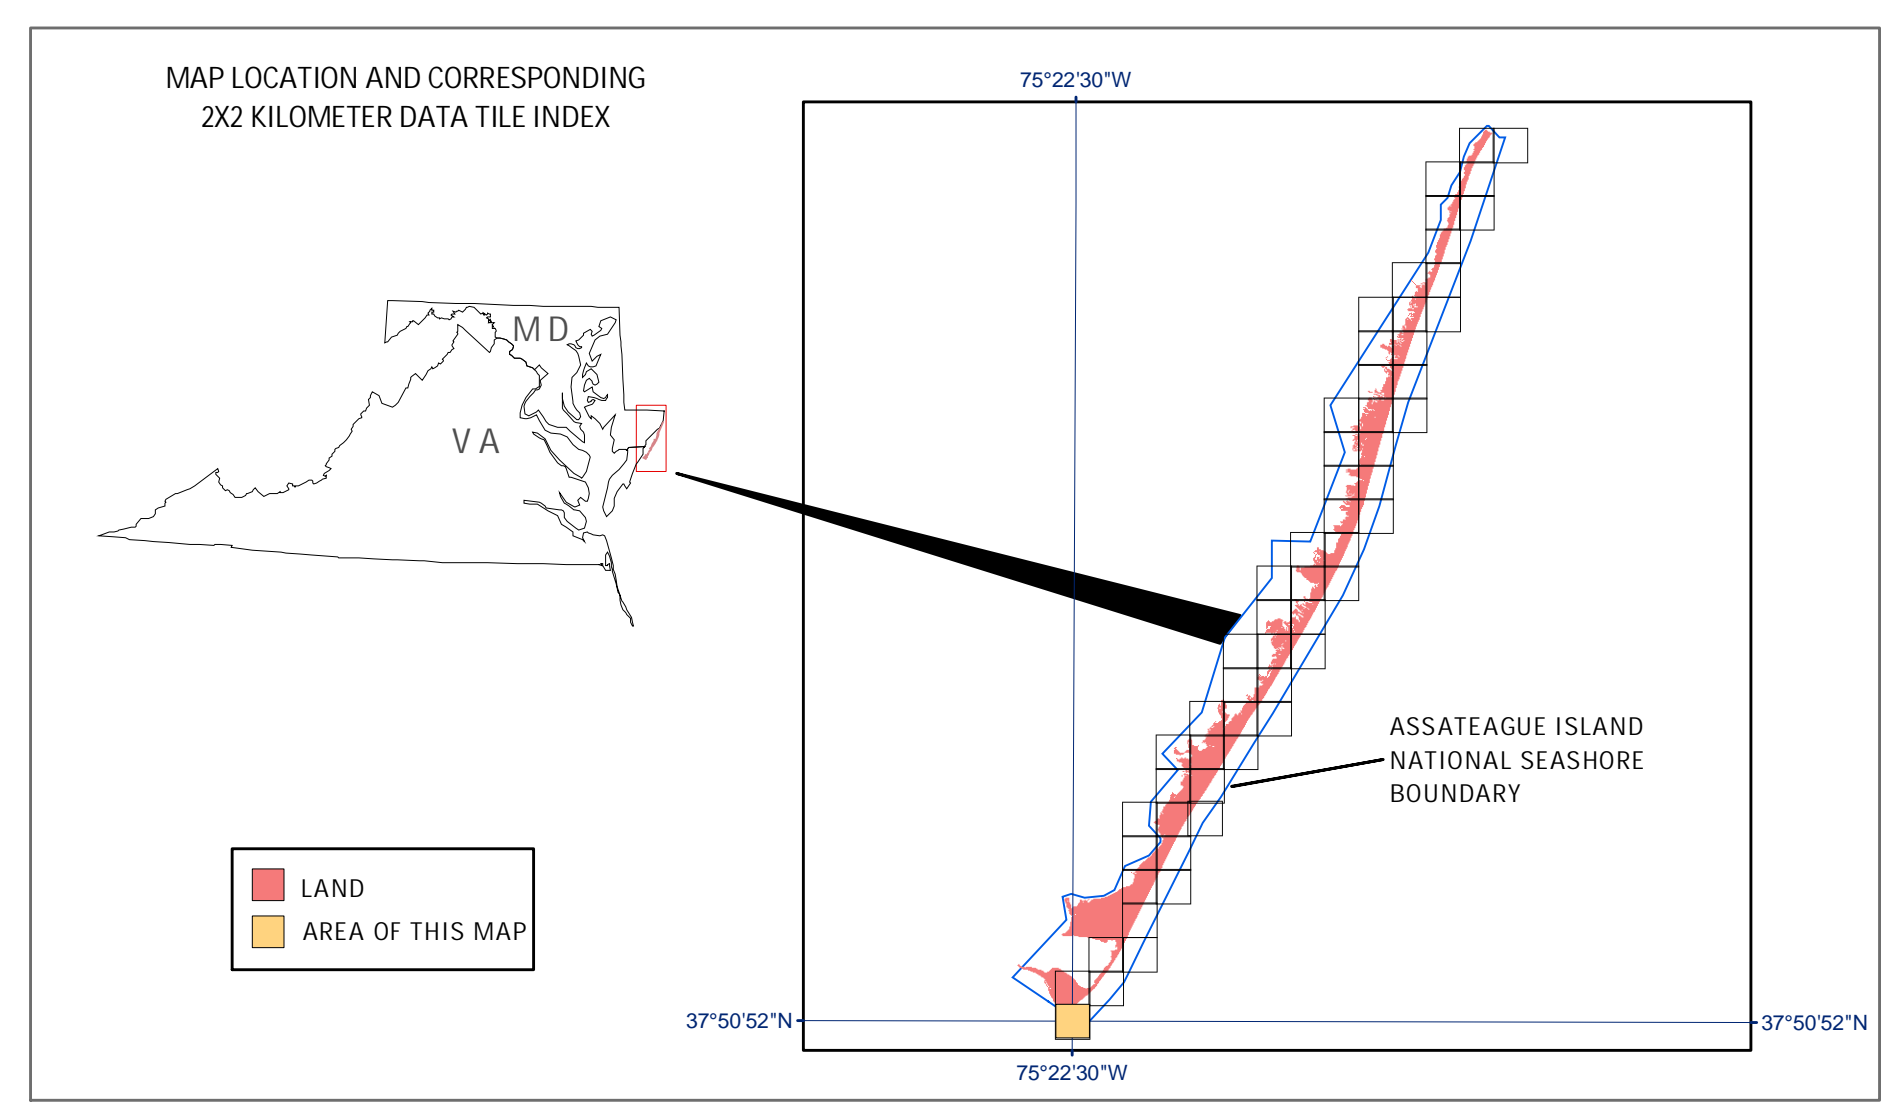 MAP LOCATION AND CORRESPONDING
2X2 KILOMETER DATA TILE INDEX
75°22'30"W
MD
VA
ASSATEAGUE ISLAND
NATIONAL SEASHORE
BOUNDARY
LAND
AREA OF THIS MAP
37°50'52"N
37°50'52"N
75°22'30"W